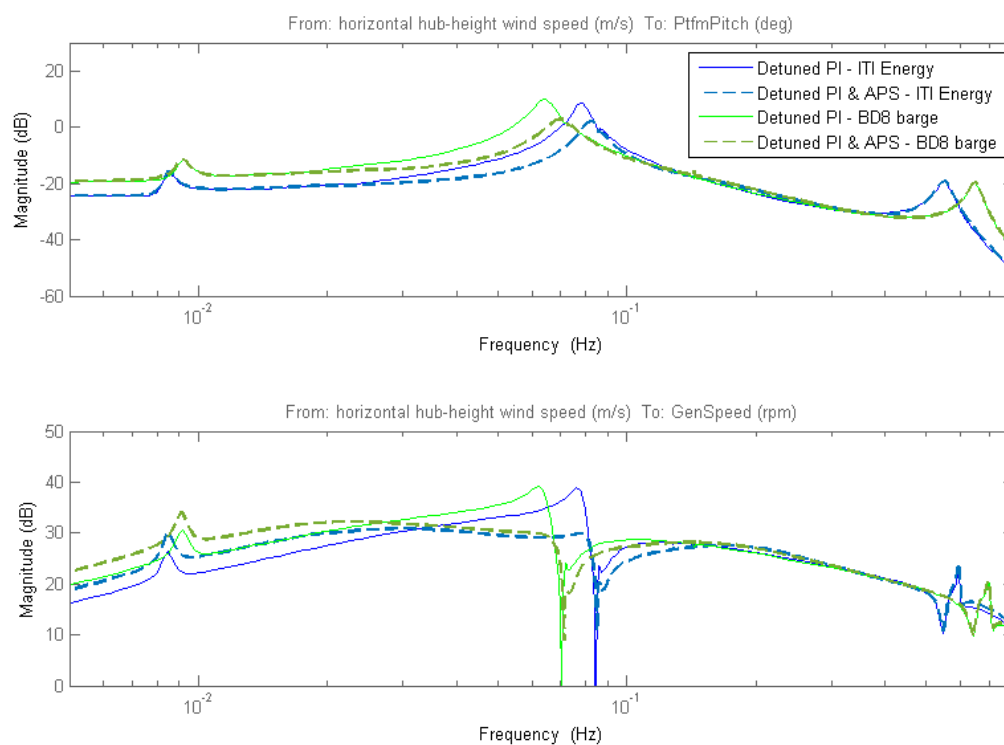 From: horizontal hub-height wind speed (m/s) To: PtfmPitch (deg)
Magnitude (dB)
20
0
-20
-40
-60
Detuned PI - ITI Energy
Detuned PI & APS - ITI Energy
Detuned PI - BD8 barge
Detuned PI & APS - BD8 barge
10^-2
10^-1
Frequency (Hz)
From: horizontal hub-height wind speed (m/s) To: GenSpeed (rpm)
Magnitude (dB)
50
40
30
20
10
0
10^-2
10^-1
Frequency (Hz)